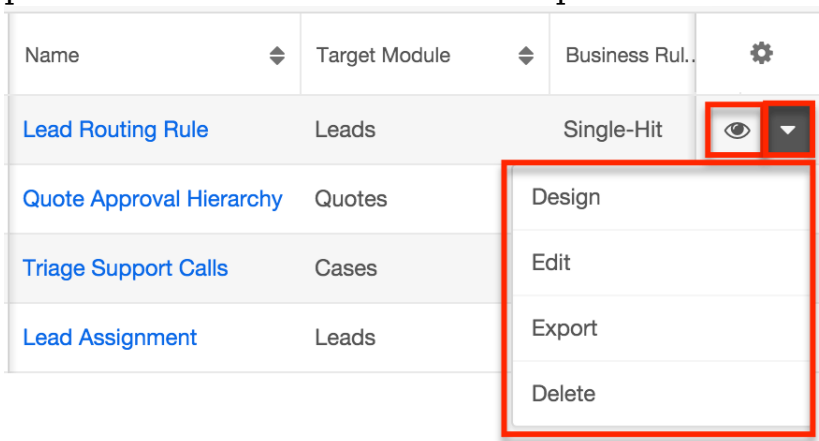 Name Target Module Business Rul..
Lead Routing Rule Leads Single-Hit
Quote Approval Hierarchy Quotes Design
Triage Support Calls Cases Edit
Lead Assignment Leads Export
Delete